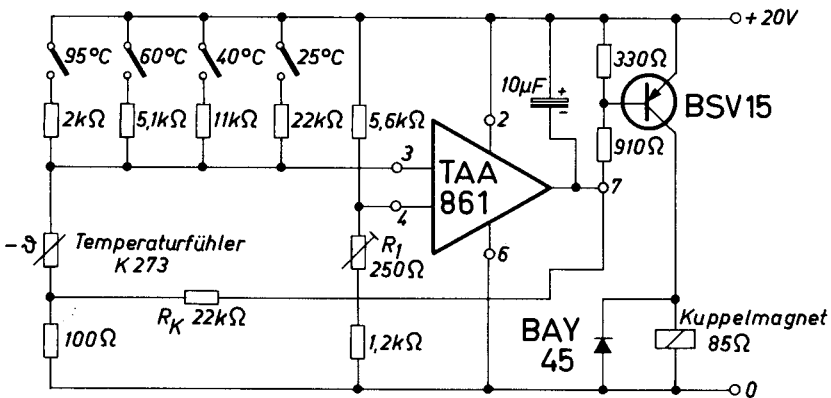 +20V
95°C
60°C
40°C
25°C
2kΩ
5,1kΩ
11kΩ
22kΩ
5,6kΩ
10µF
+
−
330Ω
BSV15
910Ω
2
3
4
TAA
861
7
6
-ϑ
Temperaturfühler
K 273
R1
250Ω
RK 22kΩ
100Ω
1,2kΩ
BAY
45
Kuppelmagnet
85Ω
0